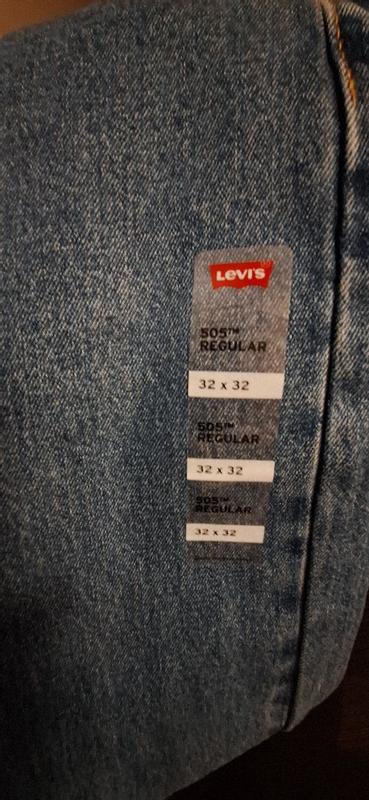 Levi's
505™
REGULAR
32 x 32
505™
REGULAR
32 x 32
505™
REGULAR
32 x 32